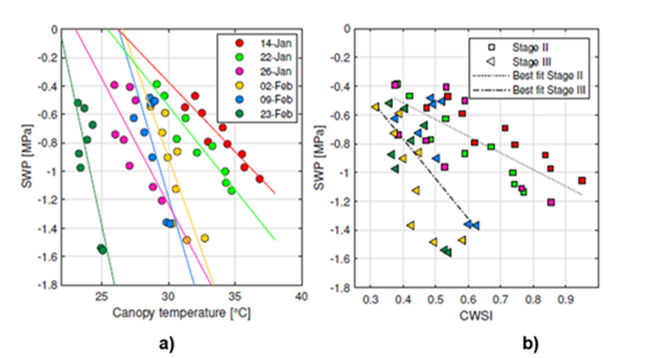 0
-0.2
-0.4
-0.6
-0.8
-1
-1.2
-1.4
-1.6
-1.8
SWP [MPa]
25 30 35 40
Canopy temperature [°C]
14-Jan
22-Jan
26-Jan
02-Feb
09-Feb
23-Feb
a)
0
-0.2
-0.4
-0.6
-0.8
-1
-1.2
-1.4
-1.6
-1.8
SWP [MPa]
0.3 0.4 0.5 0.6 0.7 0.8 0.9
CWSI
Stage II
Stage III
Best fit Stage II
Best fit Stage III
b)